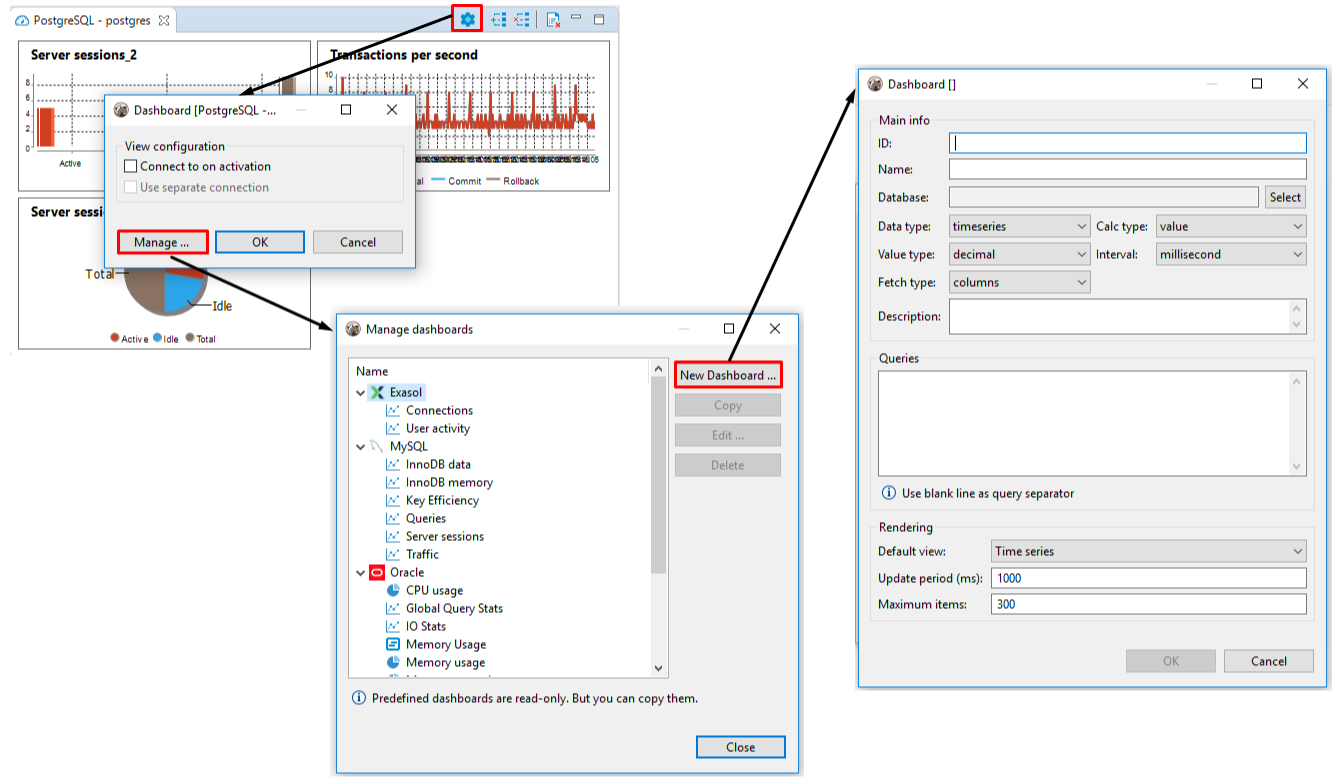 PostgreSQL - postgres
Server sessions_2
8
6
4
2
0
Active
Transactions per second
10
8
Commit
Rollback
Server sessi
Total
Idle
Active Idle Total
Dashboard [PostgreSQL -...
View configuration
Connect to on activation
Use separate connection
Manage ...
OK
Cancel
Manage dashboards
Name
Exasol
Connections
User activity
MySQL
InnoDB data
InnoDB memory
Key Efficiency
Queries
Server sessions
Traffic
Oracle
CPU usage
Global Query Stats
IO Stats
Memory Usage
Memory usage
New Dashboard ...
Copy
Edit ...
Delete
Predefined dashboards are read-only. But you can copy them.
Close
Dashboard []
Main info
ID:
Name:
Database:
Select
Data type: timeseries Calc type: value
Value type: decimal Interval: millisecond
Fetch type: columns
Description:
Queries
Use blank line as query separator
Rendering
Default view: Time series
Update period (ms): 1000
Maximum items: 300
OK
Cancel